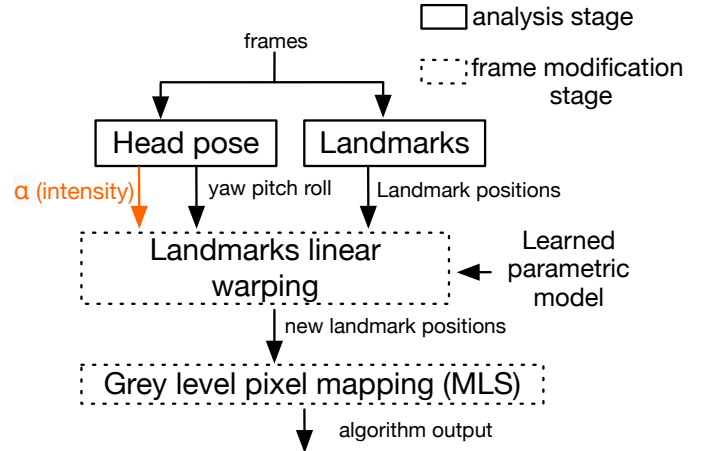 analysis stage
frames
frame modification
stage
Head pose
Landmarks
α (intensity)
yaw pitch roll
Landmark positions
Landmarks linear
warping
Learned
parametric
model
new landmark positions
Grey level pixel mapping (MLS)
algorithm output